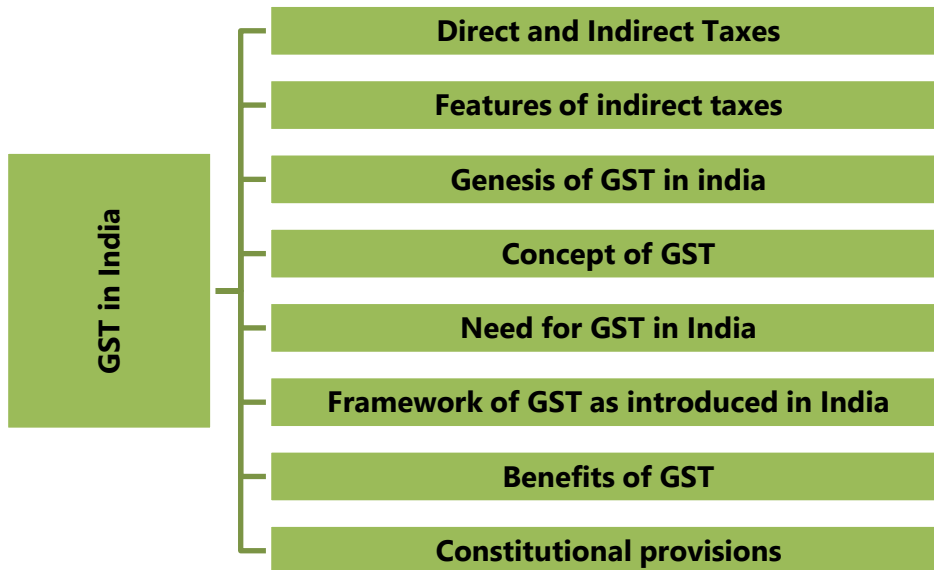 GST in India
Direct and Indirect Taxes
Features of indirect taxes
Genesis of GST in india
Concept of GST
Need for GST in India
Framework of GST as introduced in India
Benefits of GST
Constitutional provisions